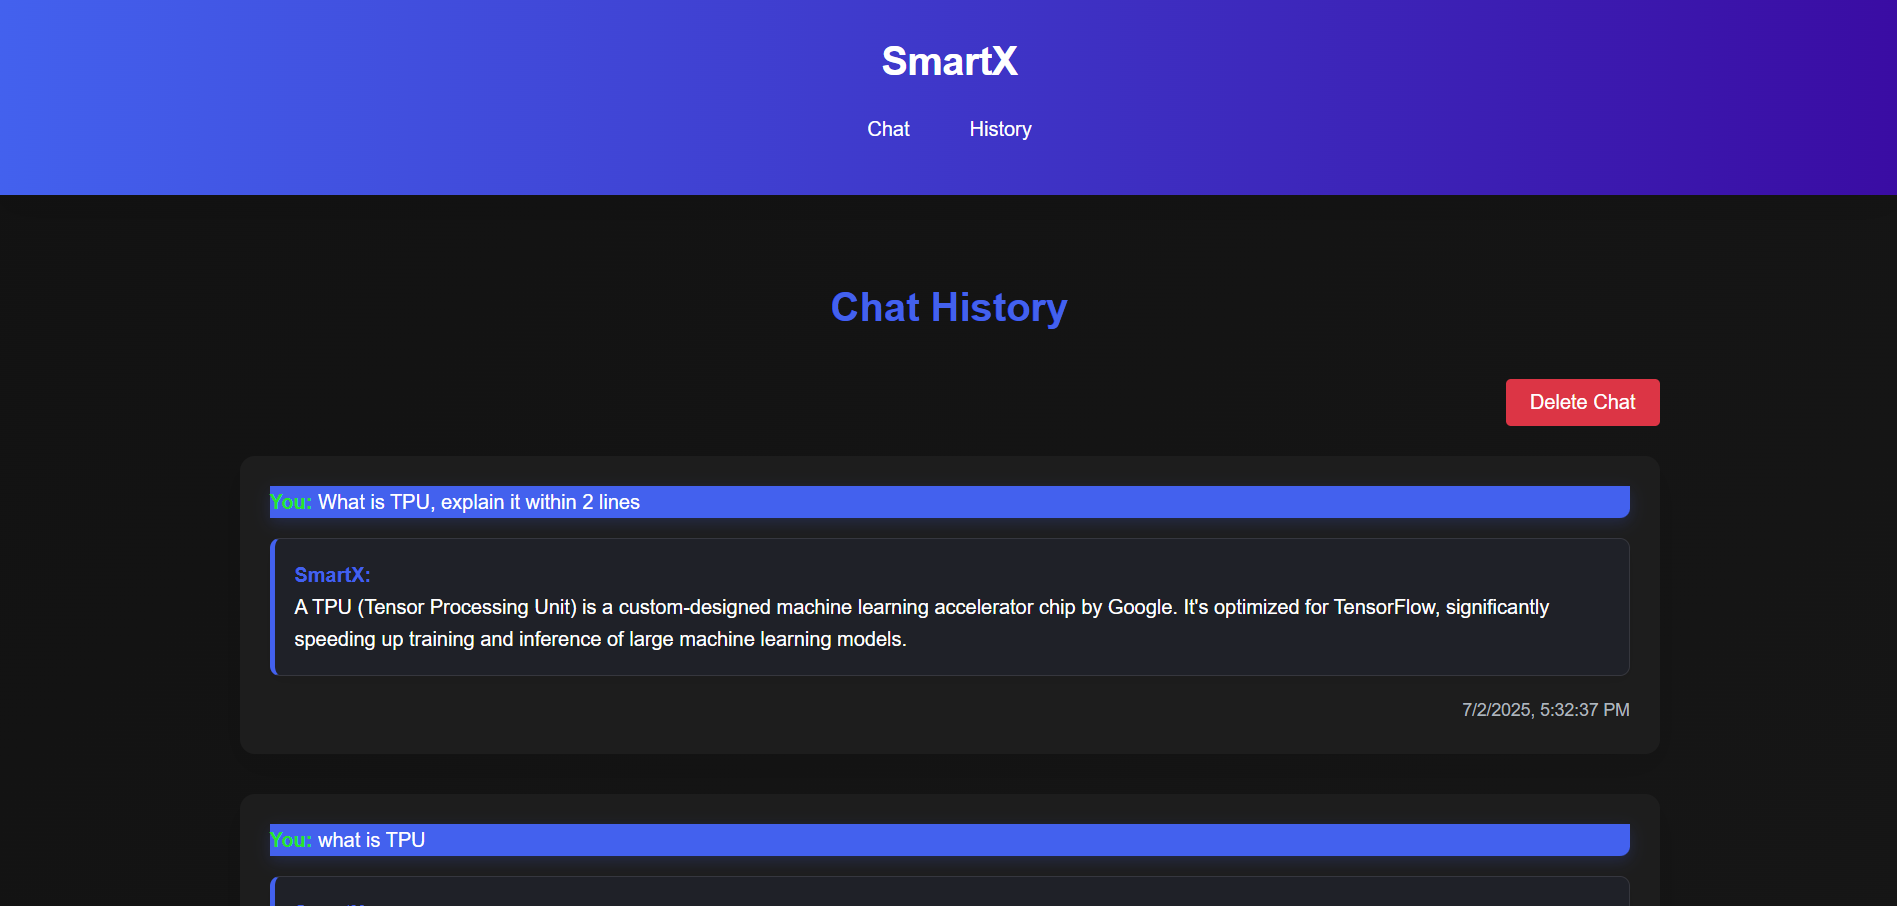 SmartX
Chat History
Chat History
Delete Chat
You: What is TPU, explain it within 2 lines
SmartX:
A TPU (Tensor Processing Unit) is a custom-designed machine learning accelerator chip by Google. It's optimized for TensorFlow, significantly
speeding up training and inference of large machine learning models.
7/2/2025, 5:32:37 PM
You: what is TPU